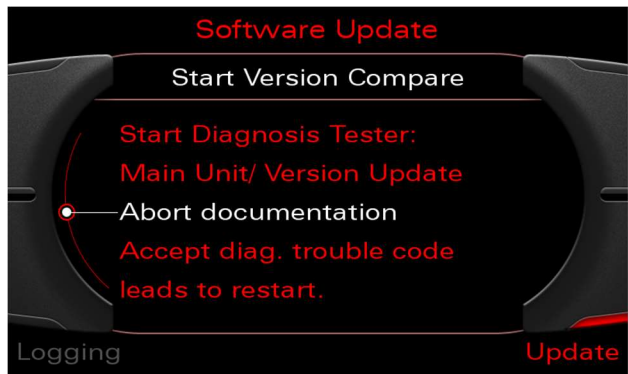 Software Update
Start Version Compare
Start Diagnosis Tester:
Main Unit/ Version Update
Abort documentation
Accept diag. trouble code
leads to restart.
Logging
Update